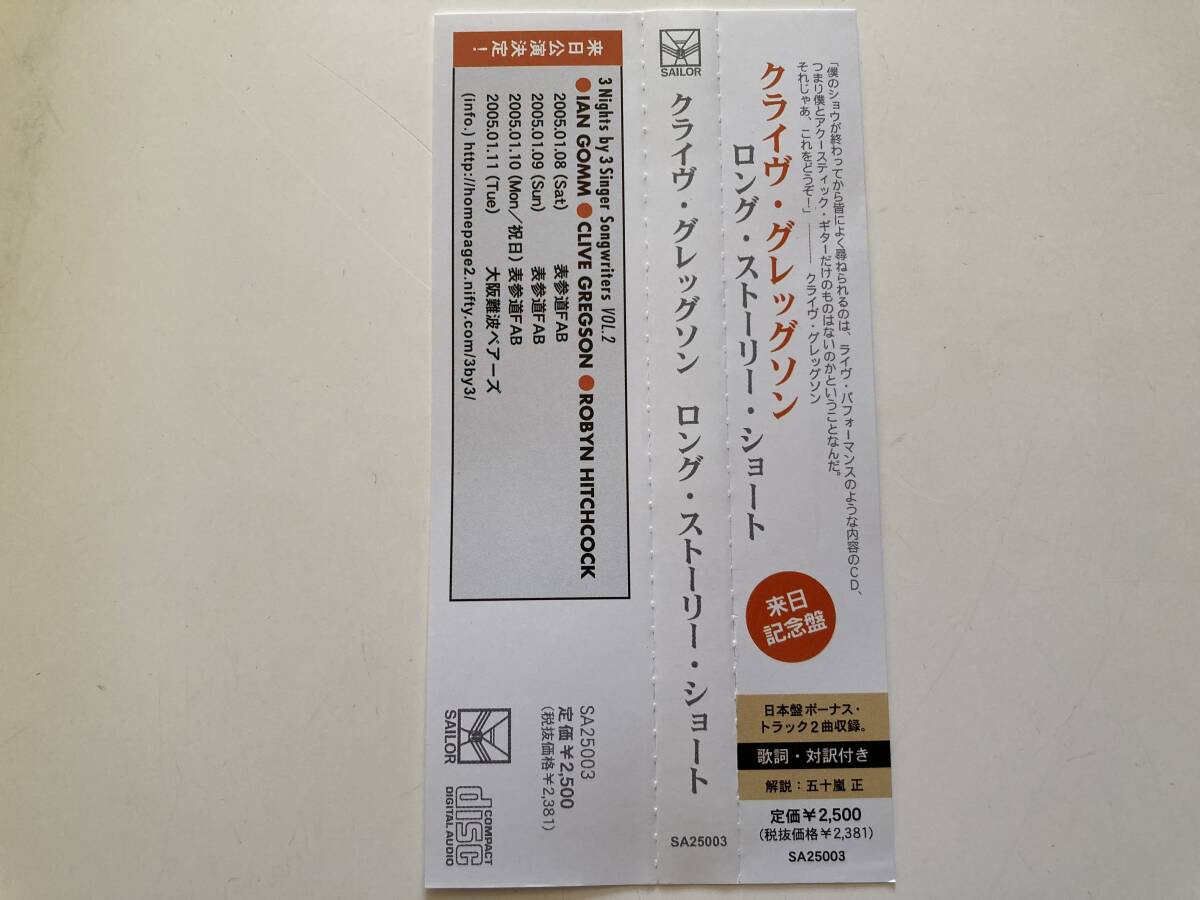 「僕のショウが終わってから皆によく尋ねられるのは、ライヴ・パフォーマンスのような内容のCD、
つまり僕とアクースティック・ギターだけのものはないのかということなんだ。
それじゃあ、これをどうぞ！」――― クライヴ・グレッグソン
クライヴ・グレッグソン
ロング・ストーリー・ショート
来日
記念盤
日本盤ボーナス・
トラック2曲収録。
歌詞・対訳付き
解説：五十嵐 正
定価¥2,500
(税抜価格¥2,381)
SA25003
SAILOR
クライヴ・グレッグソン ロング・ストーリー・ショート
SA25003
来日公演決定！
3 Nights by 3 Singer Songwriters VOL.2
●IAN GOMM●CLIVE GREGSON●ROBYN HITCHCOCK
2005.01.08 (Sat) 表参道FAB
2005.01.09 (Sun) 表参道FAB
2005.01.10 (Mon／祝日) 表参道FAB
2005.01.11 (Tue) 大阪難波ベアーズ
(info.) http://homepage2.nifty.com/3by3/
SA25003
定価¥2,500
(税抜価格¥2,381)
SAILOR
COMPACT
disc
DIGITAL AUDIO